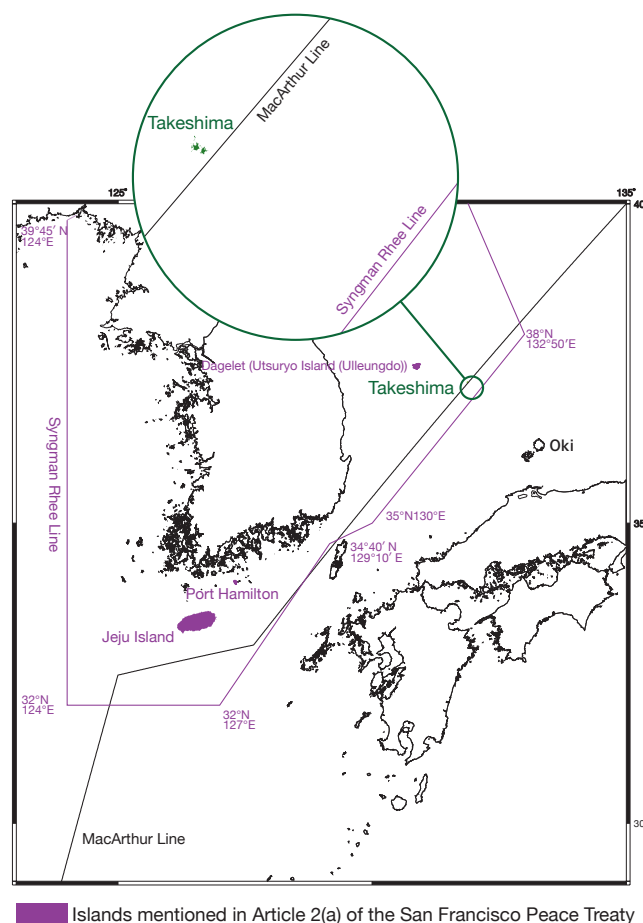 MacArthur Line
Takeshima
125°
135°
40
Syngman Rhee Line
39°45′ N
124°E
38°N
132°50′E
Dagelet (Utsuryo Island (Ulleungdo))
Takeshima
Oki
Syngman Rhee Line
35°N130°E
35
34°40′ N
129°10′ E
Port Hamilton
Jeju Island
32°N
124°E
32°N
127°E
30
MacArthur Line
Islands mentioned in Article 2(a) of the San Francisco Peace Treaty